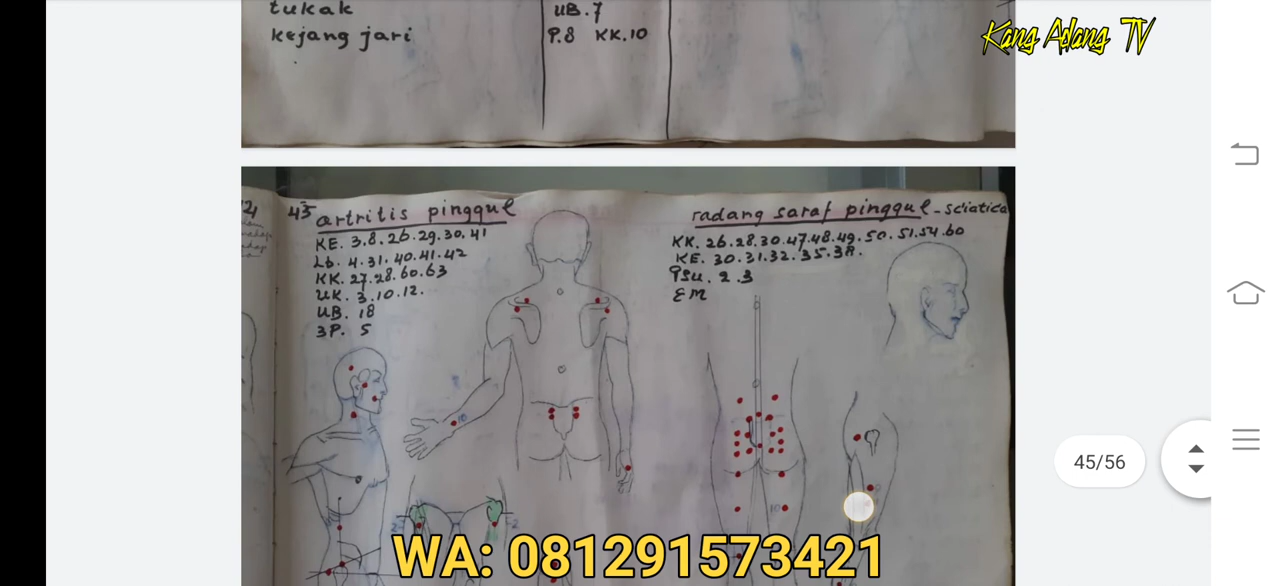 tukak
kejang jari
UB.7
P.8 KK.10
Kang Adang TV
45 artritis pinggul
KE. 3.8.26.29.30.41
Lb. 4.31.40.41.42
KK. 27.28.60.63
UK. 3.10.12.
UB. 18
3P. 5
radang saraf pinggul - sciatica
KK. 26.28.30.47.48.49.50.51.54.60
KE. 30.31.32.35.38.
PSU. 2.3
EM
10
10
45/56
WA: 081291573421